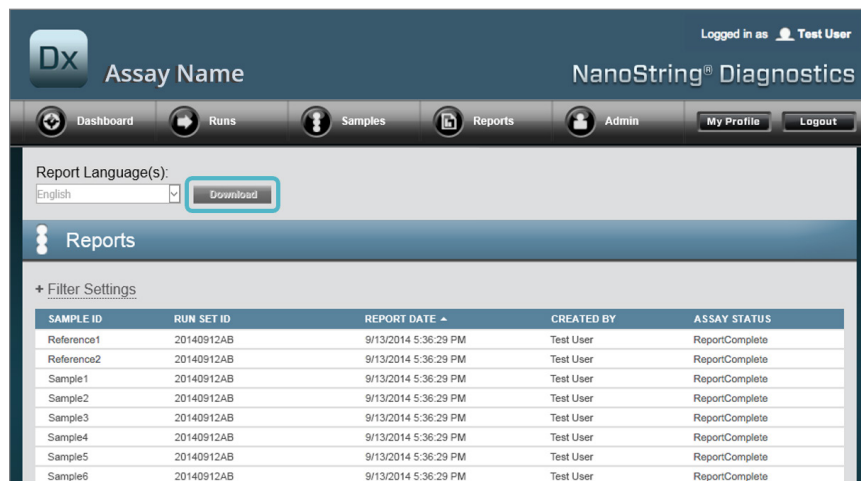 Logged in as Test User
Dx
Assay Name
NanoString® Diagnostics
Dashboard Runs Samples Reports Admin My Profile Logout
Report Language(s):
English Download
Reports
+ Filter Settings
SAMPLE ID RUN SET ID REPORT DATE CREATED BY ASSAY STATUS
Reference1 20140912AB 9/13/2014 5:36:29 PM Test User ReportComplete
Reference2 20140912AB 9/13/2014 5:36:29 PM Test User ReportComplete
Sample1 20140912AB 9/13/2014 5:36:29 PM Test User ReportComplete
Sample2 20140912AB 9/13/2014 5:36:29 PM Test User ReportComplete
Sample3 20140912AB 9/13/2014 5:36:29 PM Test User ReportComplete
Sample4 20140912AB 9/13/2014 5:36:29 PM Test User ReportComplete
Sample5 20140912AB 9/13/2014 5:36:29 PM Test User ReportComplete
Sample6 20140912AB 9/13/2014 5:36:29 PM Test User ReportComplete